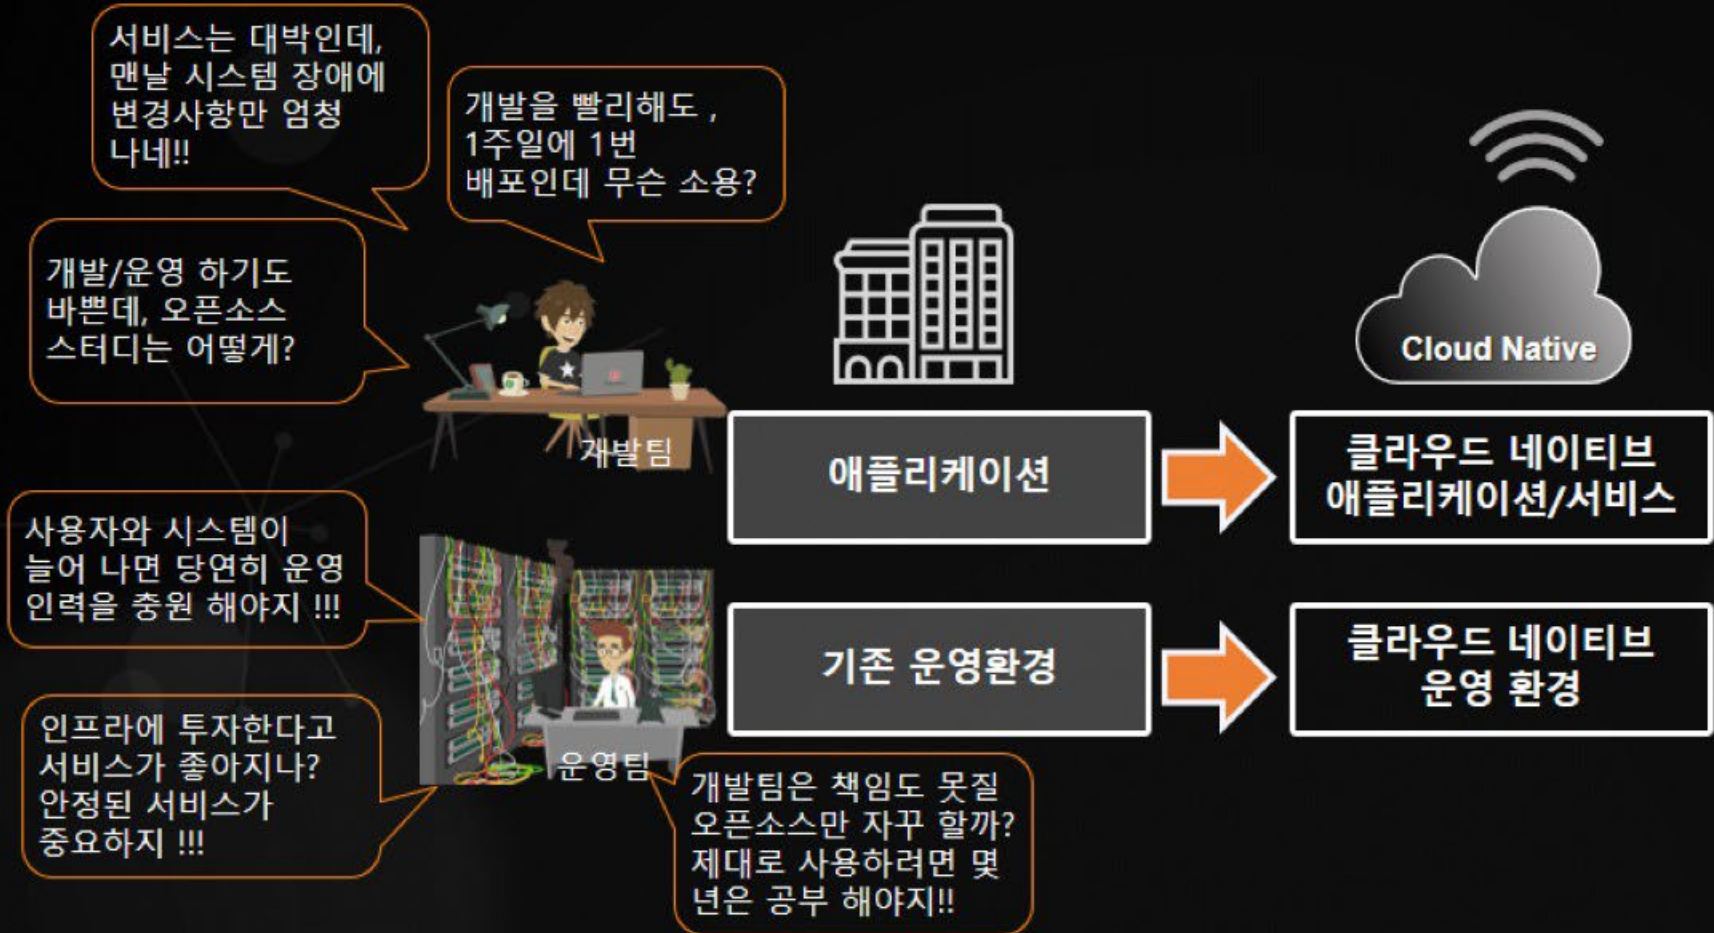 서비스는 대박인데,
맨날 시스템 장애에
변경사항만 엄청
나네!!
개발을 빨리해도 ,
1주일에 1번
배포인데 무슨 소용?
개발/운영 하기도
바쁜데, 오픈소스
스터디는 어떻게?
개발팀
Cloud Native
애플리케이션
클라우드 네이티브
애플리케이션/서비스
사용자와 시스템이
늘어 나면 당연히 운영
인력을 충원 해야지 !!!
기존 운영환경
클라우드 네이티브
운영 환경
인프라에 투자한다고
서비스가 좋아지나?
안정된 서비스가
중요하지 !!!
운영팀
개발팀은 책임도 못질
오픈소스만 자꾸 할까?
제대로 사용하려면 몇
년은 공부 해야지!!